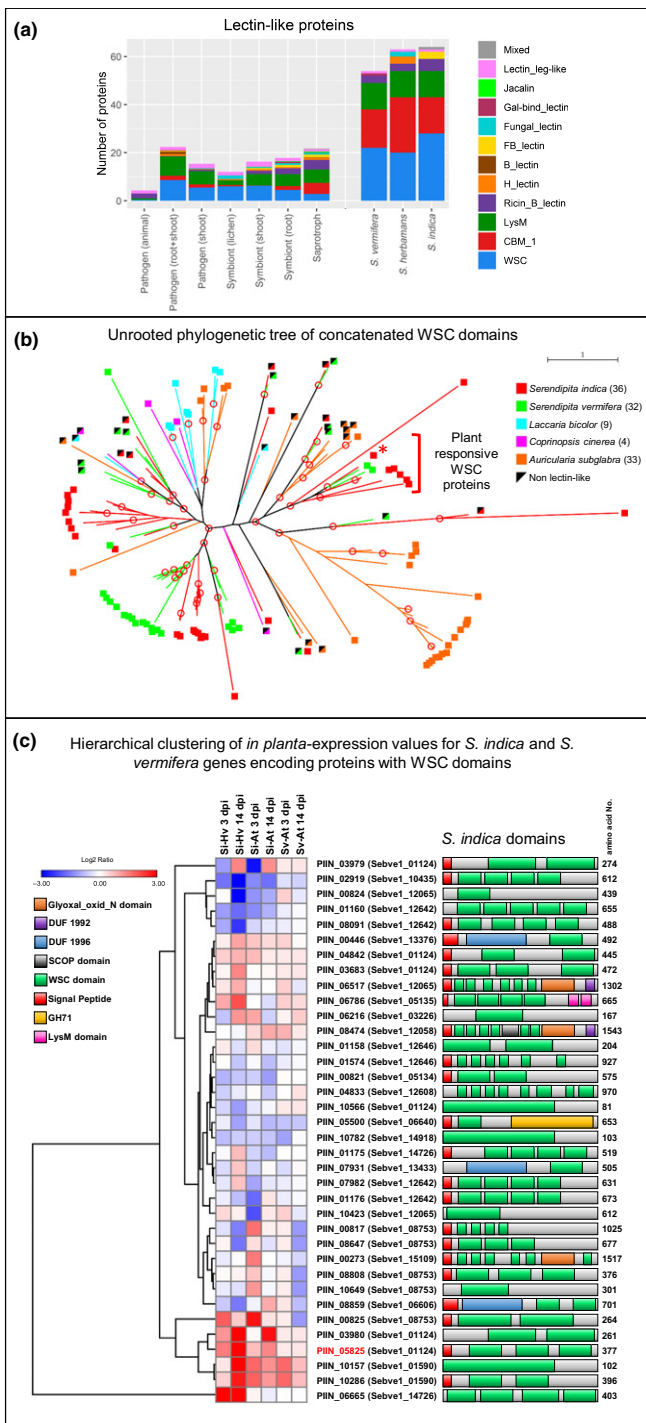 (a)
Lectin-like proteins
Number of proteins
60
40
20
0
Pathogen (animal)
Pathogen (root+shoot)
Pathogen (shoot)
Symbiont (lichen)
Symbiont (shoot)
Symbiont (root)
Saprotroph
S. vermifera
S. herbamans
S. indica
Mixed
Lectin_leg-like
Jacalin
Gal-bind_lectin
Fungal_lectin
FB_lectin
B_lectin
H_lectin
Ricin_B_lectin
LysM
CBM_1
WSC
(b)
Unrooted phylogenetic tree of concatenated WSC domains
1
Serendipita indica (36)
Serendipita vermifera (32)
Laccaria bicolor (9)
Coprinopsis cinerea (4)
Auricularia subglabra (33)
Non lectin-like
*
Plant
responsive
WSC
proteins
(c)
Hierarchical clustering of in planta-expression values for S. indica and S.
vermifera genes encoding proteins with WSC domains
Si-Hv 3 dpi
Si-Hv 14 dpi
Si-At 3 dpi
Si-At 14 dpi
Sv-At 3 dpi
Sv-At 14 dpi
S. indica domains
amino acid No.
Log2 Ratio
-3.00 3.00
Glyoxal_oxid_N domain
DUF 1992
DUF 1996
SCOP domain
WSC domain
Signal Peptide
GH71
LysM domain
PIIN_03979 (Sebve1_01124) 274
PIIN_02919 (Sebve1_10435) 612
PIIN_00824 (Sebve1_12065) 439
PIIN_01160 (Sebve1_12642) 655
PIIN_08091 (Sebve1_12642) 488
PIIN_00446 (Sebve1_13376) 492
PIIN_04842 (Sebve1_01124) 445
PIIN_03683 (Sebve1_01124) 472
PIIN_06517 (Sebve1_12065) 1302
PIIN_06786 (Sebve1_05135) 665
PIIN_06216 (Sebve1_03226) 167
PIIN_08474 (Sebve1_12058) 1543
PIIN_01158 (Sebve1_12646) 204
PIIN_01574 (Sebve1_12646) 927
PIIN_00821 (Sebve1_05134) 575
PIIN_04833 (Sebve1_12608) 970
PIIN_10566 (Sebve1_01124) 81
PIIN_05500 (Sebve1_06640) 653
PIIN_10782 (Sebve1_14918) 103
PIIN_01175 (Sebve1_14726) 519
PIIN_07931 (Sebve1_13433) 505
PIIN_07982 (Sebve1_12642) 631
PIIN_01176 (Sebve1_12642) 673
PIIN_10423 (Sebve1_12065) 612
PIIN_00817 (Sebve1_08753) 1025
PIIN_08647 (Sebve1_08753) 677
PIIN_00273 (Sebve1_15109) 1517
PIIN_08808 (Sebve1_08753) 376
PIIN_10649 (Sebve1_08753) 301
PIIN_08859 (Sebve1_06606) 701
PIIN_00825 (Sebve1_08753) 264
PIIN_03980 (Sebve1_01124) 261
PIIN_05825 (Sebve1_01124) 377
PIIN_10157 (Sebve1_01590) 102
PIIN_10286 (Sebve1_01590) 396
PIIN_06665 (Sebve1_14726) 403